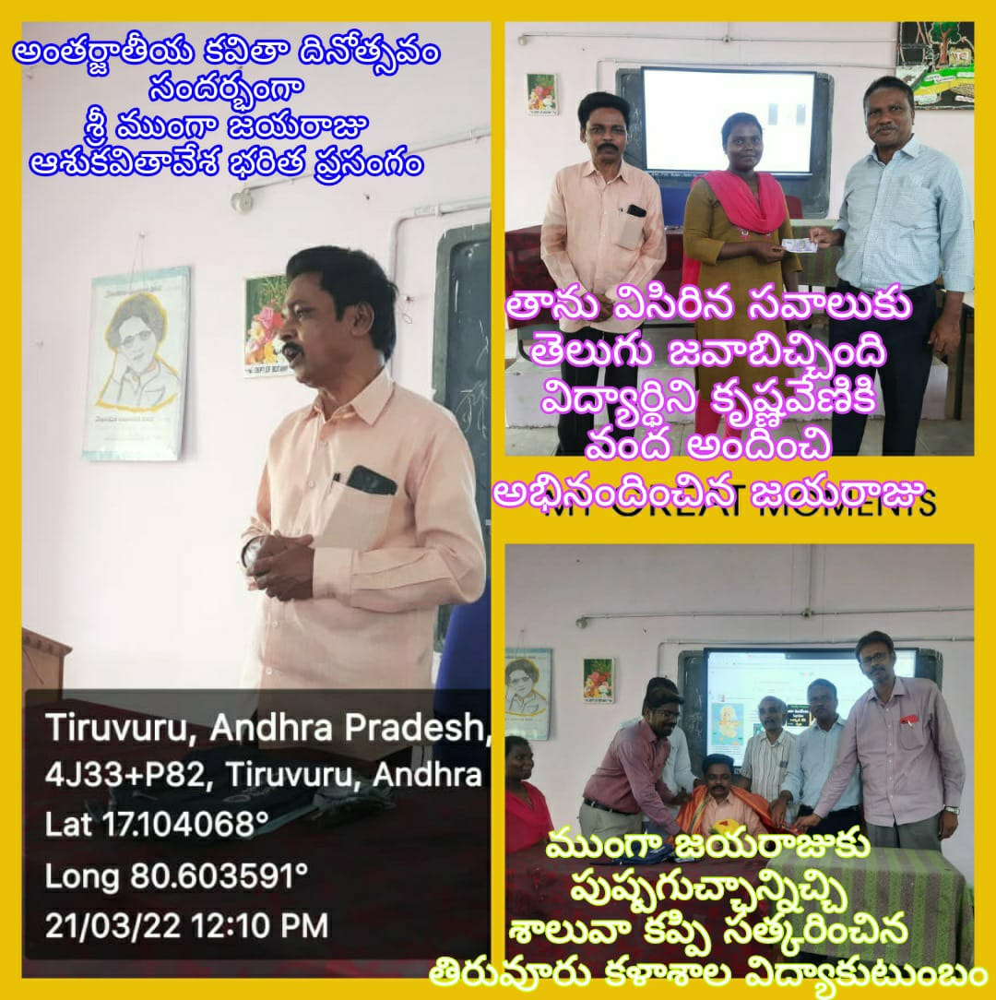 అంతర్జాతీయ కవితా దినోత్సవం
సందర్భంగా
శ్రీ ముంగా జయరాజు
ఆశుకవితావేశ భరిత ప్రసంగం
తాను విసిరిన సవాలుకు
తెలుగు జవాబిచ్చింది
విద్యార్థిని కృష్ణవేణికి
వంద అందించి
అభినందించిన జయరాజు
MY GREAT MOMENTS
Tiruvuru, Andhra Pradesh,
4J33+P82, Tiruvuru, Andhra
Lat 17.104068°
Long 80.603591°
21/03/22 12:10 PM
ముంగా జయరాజుకు
పుష్పగుచ్ఛాన్నిచ్చి
శాలువా కప్పి సత్కరించిన
తిరువూరు కళాశాల విద్యాకుటుంబం